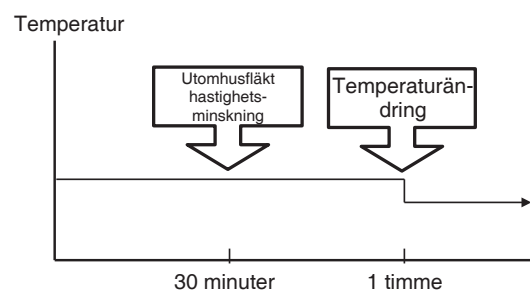 Temperatur
Utomhusfläkt
hastighets-
minskning
Temperaturän-
dring
30 minuter
1 timme